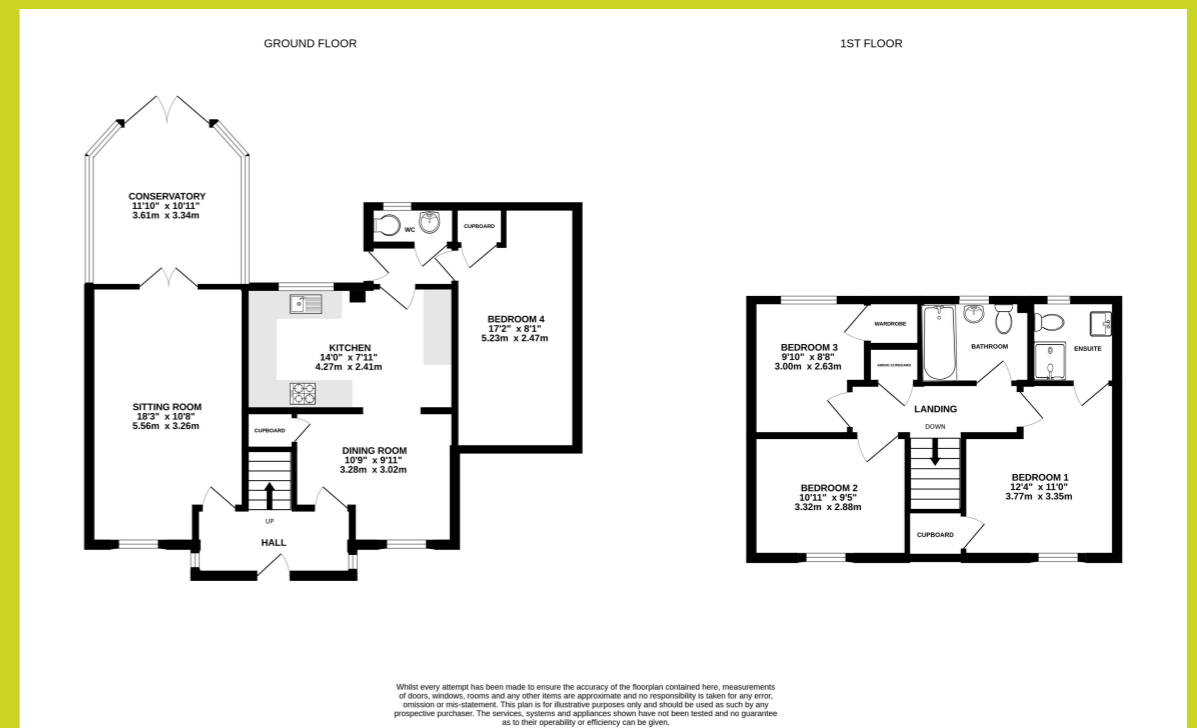 GROUND FLOOR
1ST FLOOR
CONSERVATORY
11'10" x 10'11"
3.61m x 3.34m
WC
CUPBOARD
BEDROOM 4
17'2" x 8'1"
5.23m x 2.47m
KITCHEN
14'0" x 7'11"
4.27m x 2.41m
SITTING ROOM
18'3" x 10'8"
5.56m x 3.26m
CUPBOARD
DINING ROOM
10'9" x 9'11"
3.28m x 3.02m
UP
HALL
WARDROBE
BEDROOM 3
9'10" x 8'8"
3.00m x 2.63m
BATHROOM
ENSUITE
AIRING CUPBOARD
LANDING
DOWN
BEDROOM 2
10'11" x 9'5"
3.32m x 2.88m
BEDROOM 1
12'4" x 11'0"
3.77m x 3.35m
CUPBOARD
Whilst every attempt has been made to ensure the accuracy of the floorplan contained here, measurements
of doors, windows, rooms and any other items are approximate and no responsibility is taken for any error,
omission or mis-statement. This plan is for illustrative purposes only and should be used as such by any
prospective purchaser. The services, systems and appliances shown have not been tested and no guarantee
as to their operability or efficiency can be given.